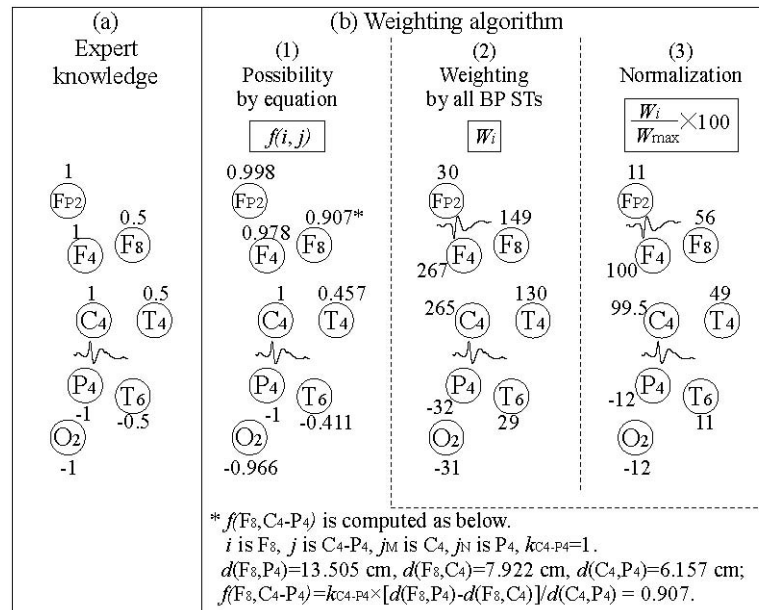 (a)
Expert
knowledge
(b) Weighting algorithm
(1)
Possibility
by equation
f(i, j)
(2)
Weighting
by all BP STs
Wi
(3)
Normalization
Wi/Wmax×100
1
FP2
1
F4
0.5
F8
1
C4
0.5
T4
P4
-1
T6
-0.5
O2
-1
0.998
FP2
0.978
F4
0.907*
F8
1
C4
0.457
T4
P4
-1
T6
-0.411
O2
-0.966
30
FP2
149
F8
F4
267
265
C4
130
T4
P4
-32
T6
29
O2
-31
11
FP2
56
F8
F4
100
99.5
C4
49
T4
P4
-12
T6
11
O2
-12
* f(F8,C4-P4) is computed as below.
i is F8, j is C4-P4, jM is C4, jN is P4, kC4-P4=1.
d(F8,P4)=13.505 cm, d(F8,C4)=7.922 cm, d(C4,P4)=6.157 cm;
f(F8,C4-P4)=kC4-P4×[d(F8,P4)-d(F8,C4)]/d(C4,P4) = 0.907.